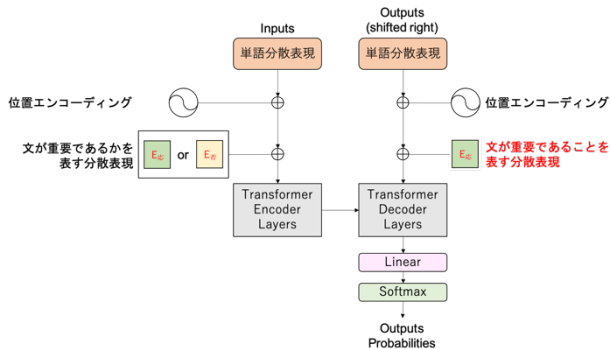 Inputs
Outputs
(shifted right)
単語分散表現
単語分散表現
位置エンコーディング
位置エンコーディング
文が重要であるかを
表す分散表現
or
文が重要であることを
表す分散表現
Transformer
Encoder
Layers
Transformer
Decoder
Layers
Linear
Softmax
Outputs
Probabilities